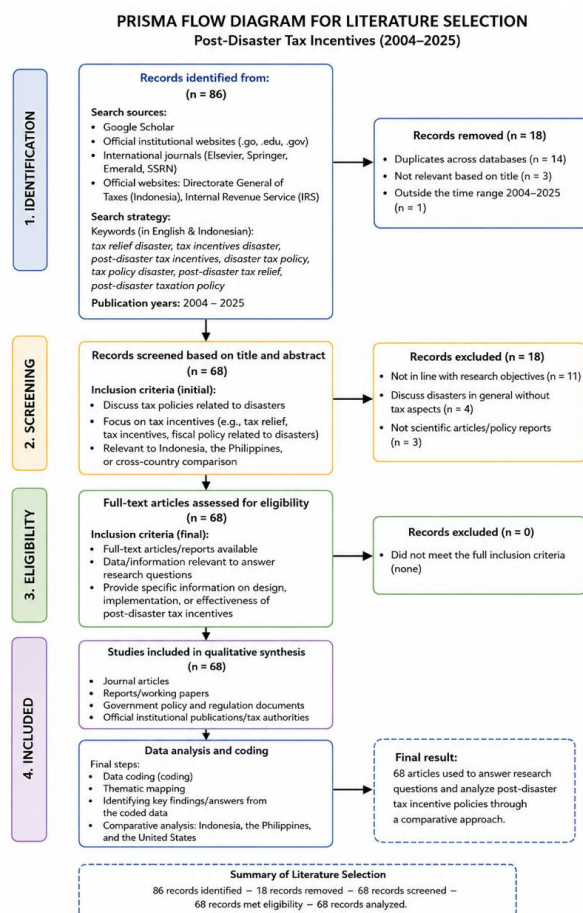 PRISMA FLOW DIAGRAM FOR LITERATURE SELECTION
Post-Disaster Tax Incentives (2004–2025)
1. IDENTIFICATION
Records identified from:
(n = 86)
Search sources:
• Google Scholar
• Official institutional websites (.go, .edu, .gov)
• International journals (Elsevier, Springer,
Emerald, SSRN)
• Official websites: Directorate General of
Taxes (Indonesia), Internal Revenue Service (IRS)
Search strategy:
Keywords (in English & Indonesian):
tax relief disaster, tax incentives disaster,
post-disaster tax incentives, disaster tax policy,
tax policy disaster, post-disaster tax relief,
post-disaster taxation policy
Publication years: 2004 – 2025
Records removed (n = 18)
• Duplicates across databases (n = 14)
• Not relevant based on title (n = 3)
• Outside the time range 2004–2025
(n = 1)
2. SCREENING
Records screened based on title and abstract
(n = 68)
Inclusion criteria (initial):
• Discuss tax policies related to disasters
• Focus on tax incentives (e.g., tax relief,
tax incentives, fiscal policy related to disasters)
• Relevant to Indonesia, the Philippines,
or cross-country comparison
Records excluded (n = 18)
• Not in line with research objectives (n = 11)
• Discuss disasters in general without
tax aspects (n = 4)
• Not scientific articles/policy reports
(n = 3)
3. ELIGIBILITY
Full-text articles assessed for eligibility
(n = 68)
Inclusion criteria (final):
• Full-text articles/reports available
• Data/information relevant to answer
research questions
• Provide specific information on design,
implementation, or effectiveness of
post-disaster tax incentives
Records excluded (n = 0)
• Did not meet the full inclusion criteria
(none)
4. INCLUDED
Studies included in qualitative synthesis
(n = 68)
• Journal articles
• Reports/working papers
• Government policy and regulation documents
• Official institutional publications/tax authorities
Data analysis and coding
Final steps:
• Data coding (coding)
• Thematic mapping
• Identifying key findings/answers from
the coded data
• Comparative analysis: Indonesia, the Philippines,
and the United States
Final result:
68 articles used to answer research
questions and analyze post-disaster
tax incentive policies through
a comparative approach.
Summary of Literature Selection
86 records identified – 18 records removed – 68 records screened –
68 records met eligibility – 68 records analyzed.